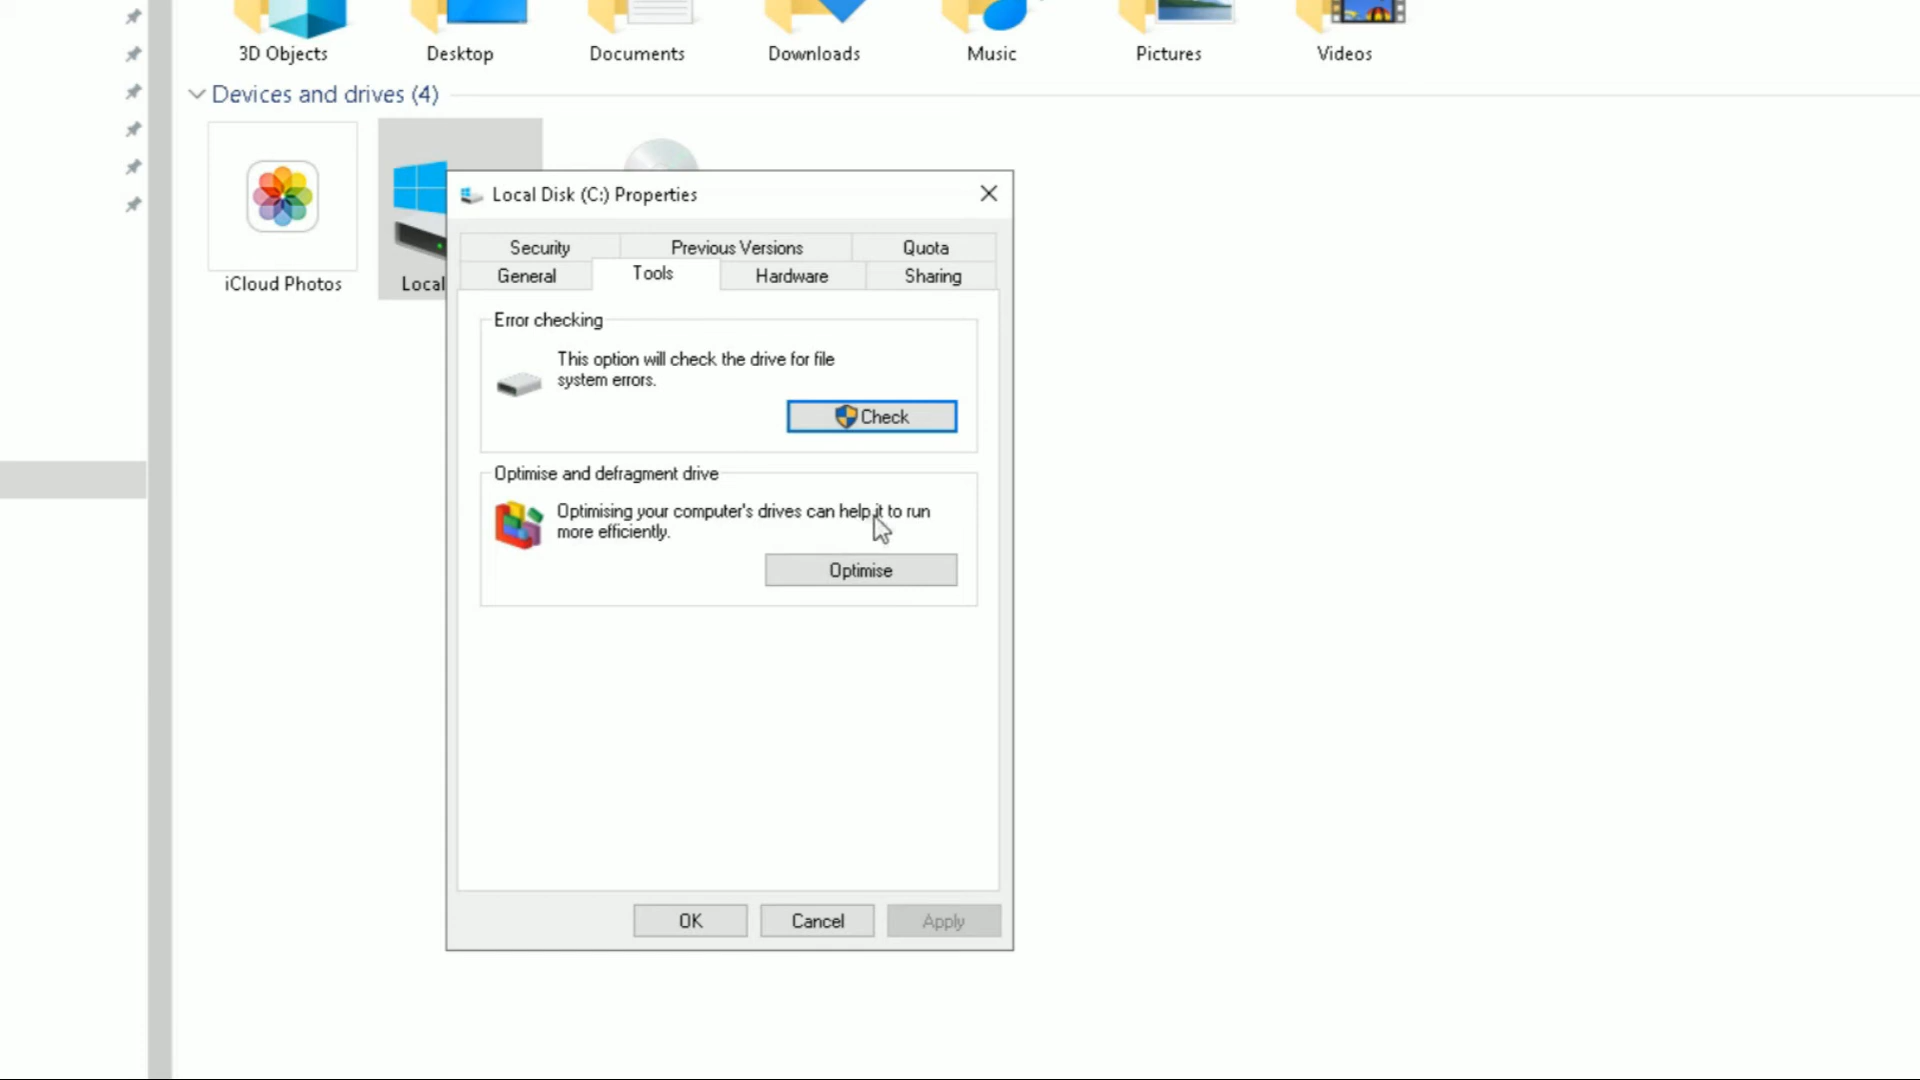 3D Objects
Desktop
Documents
Downloads
Music
Pictures
Videos
Devices and drives (4)
iCloud Photos
Local
Local Disk (C:) Properties
Security
Previous Versions
Quota
General
Tools
Hardware
Sharing
Error checking
This option will check the drive for file
system errors.
Check
Optimise and defragment drive
Optimising your computer's drives can help it to run
more efficiently.
Optimise
OK
Cancel
Apply